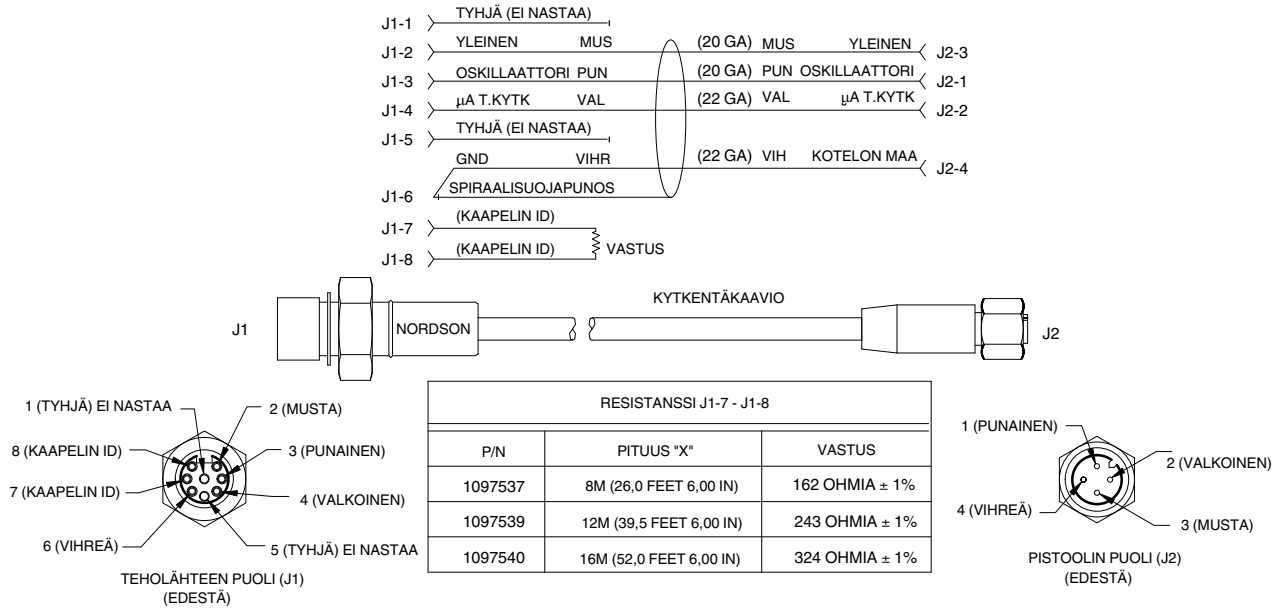 J1-1 TYHJÄ (EI NASTAA)
J1-2 YLEINEN MUS (20 GA) MUS YLEINEN J2-3
J1-3 OSKILLAATTORI PUN (20 GA) PUN OSKILLAATTORI J2-1
J1-4 µA T.KYTK VAL (22 GA) VAL µA T.KYTK J2-2
J1-5 TYHJÄ (EI NASTAA)
GND VIHR (22 GA) VIH KOTELON MAA J2-4
J1-6 SPIRAALISUOJAPUNOS
J1-7 (KAAPELIN ID)
VASTUS
J1-8 (KAAPELIN ID)
KYTKENTÄKAAVIO
J1 NORDSON J2
1 (TYHJÄ) EI NASTAA
2 (MUSTA)
8 (KAAPELIN ID)
3 (PUNAINEN)
7 (KAAPELIN ID)
4 (VALKOINEN)
6 (VIHREÄ)
5 (TYHJÄ) EI NASTAA
TEHOLÄHTEEN PUOLI (J1)
(EDESTÄ)
RESISTANSSI J1-7 - J1-8
P/N PITUUS "X" VASTUS
1097537 8M (26,0 FEET 6,00 IN) 162 OHMIA ± 1%
1097539 12M (39,5 FEET 6,00 IN) 243 OHMIA ± 1%
1097540 16M (52,0 FEET 6,00 IN) 324 OHMIA ± 1%
1 (PUNAINEN)
2 (VALKOINEN)
4 (VIHREÄ)
3 (MUSTA)
PISTOOLIN PUOLI (J2)
(EDESTÄ)